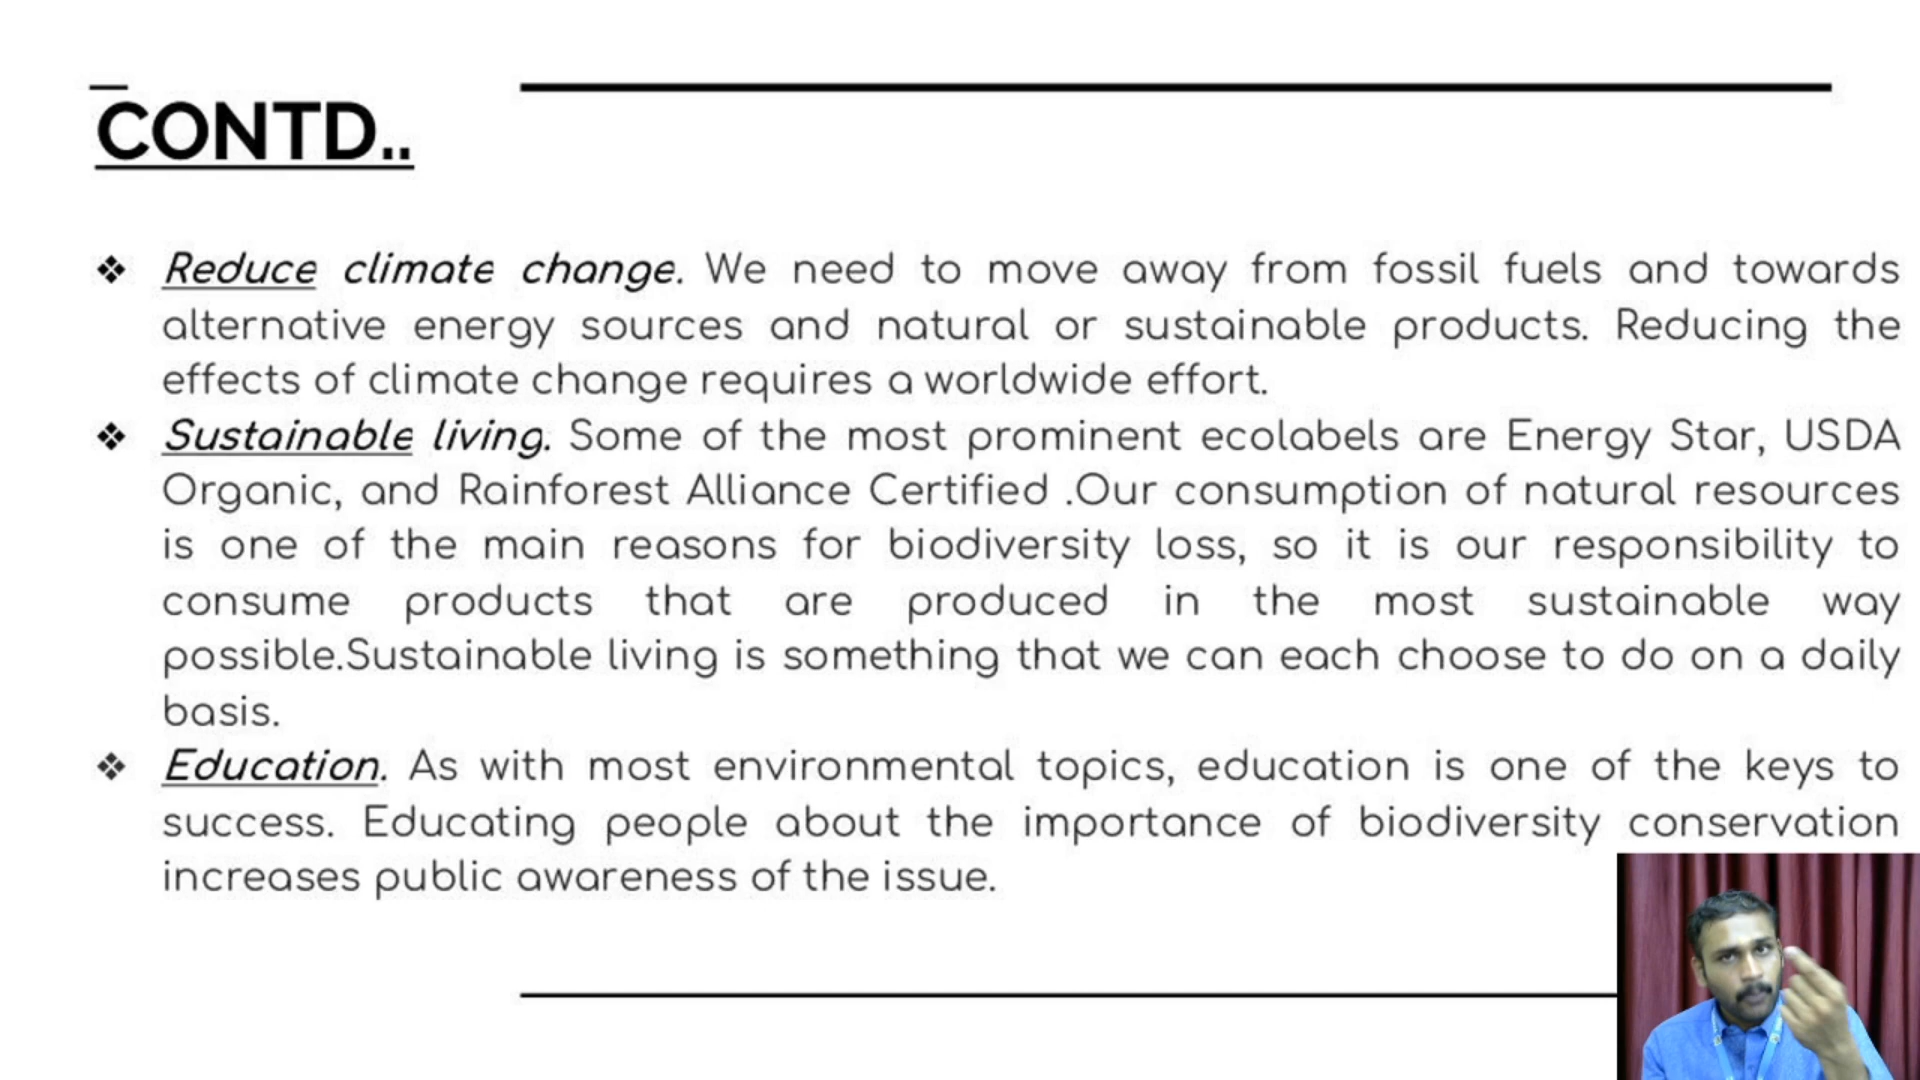 CONTD..
❖ Reduce climate change. We need to move away from fossil fuels and towards
alternative energy sources and natural or sustainable products. Reducing the
effects of climate change requires a worldwide effort.
❖ Sustainable living. Some of the most prominent ecolabels are Energy Star, USDA
Organic, and Rainforest Alliance Certified .Our consumption of natural resources
is one of the main reasons for biodiversity loss, so it is our responsibility to
consume products that are produced in the most sustainable way
possible.Sustainable living is something that we can each choose to do on a daily
basis.
❖ Education. As with most environmental topics, education is one of the keys to
success. Educating people about the importance of biodiversity conservation
increases public awareness of the issue.